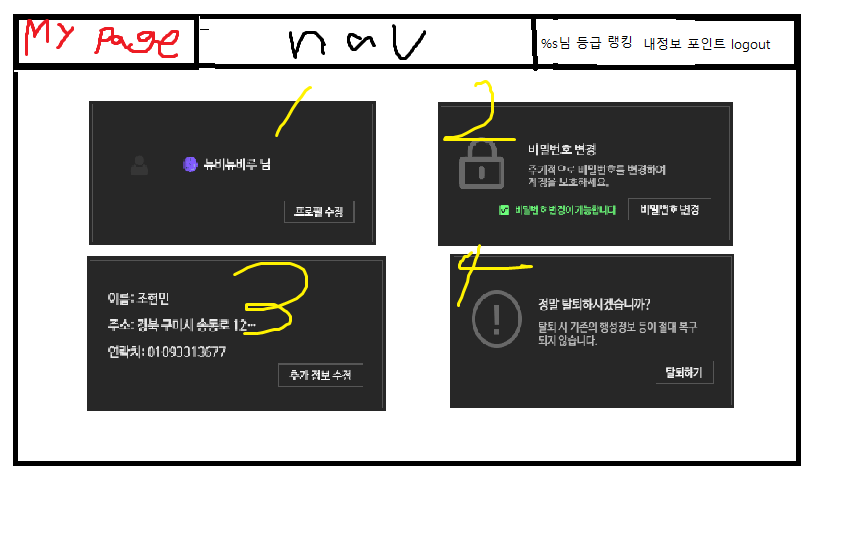 My Page
nav
%s님 등급 랭킹 내정보 포인트 logout
1
뉴비뉴비루 님
프로필 수정
2
비밀번호 변경
주기적으로 비밀번호를 변경하여
계정을 보호하세요.
비밀번호 변경이 가능합니다
비밀번호 변경
3
이름: 조현민
주소: 경북 구미시 송동로 12…
연락처: 01093313677
추가 정보 수정
4
정말 탈퇴하시겠습니까?
탈퇴 시 기존의 행성정보 등이 절대 복구
되지 않습니다.
탈퇴하기